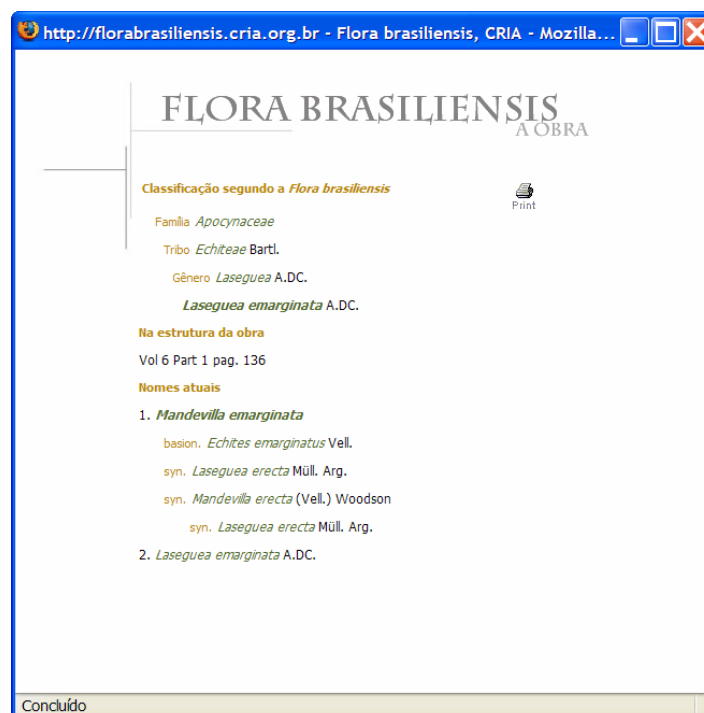 http://florabrasiliensis.cria.org.br - Flora brasiliensis, CRIA - Mozilla...
FLORA BRASILIENSIS
A OBRA
Classificação segundo a Flora brasiliensis
Print
Família Apocynaceae
Tribo Echiteae Bartl.
Gênero Laseguea A.DC.
Laseguea emarginata A.DC.
Na estrutura da obra
Vol 6 Part 1 pag. 136
Nomes atuais
1. Mandevilla emarginata
basion. Echites emarginatus Vell.
syn. Laseguea erecta Müll. Arg.
syn. Mandevilla erecta (Vell.) Woodson
syn. Laseguea erecta Müll. Arg.
2. Laseguea emarginata A.DC.
Concluído